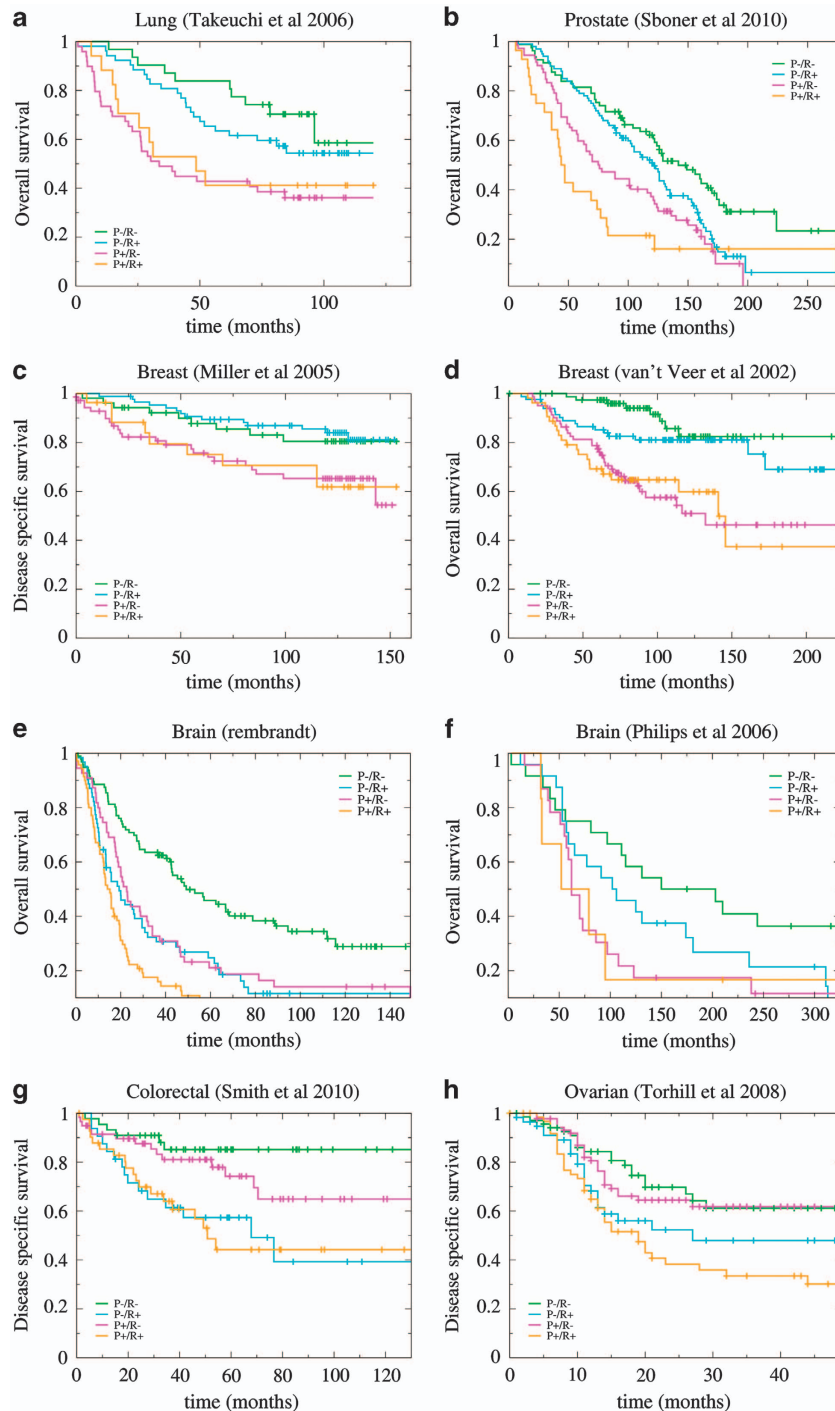 a
Lung (Takeuchi et al 2006)
1
0.8
0.6
0.4
0.2
0
Overall survival
P-/R-
P-/R+
P+/R-
P+/R+
0
50
100
time (months)
b
Prostate (Sboner et al 2010)
1
0.8
0.6
0.4
0.2
Overall survival
P-/R-
P-/R+
P+/R-
P+/R+
0
50
100
150
200
250
time (months)
c
Breast (Miller et al 2005)
1
0.8
0.6
0.4
0.2
0
Disease specific survival
P-/R-
P-/R+
P+/R-
P+/R+
0
50
100
150
time (months)
d
Breast (van't Veer et al 2002)
1
0.8
0.6
0.4
0.2
0
Overall survival
P-/R-
P-/R+
P+/R-
P+/R+
0
50
100
150
200
time (months)
e
Brain (rembrandt)
1
0.8
0.6
0.4
0.2
Overall survival
P-/R-
P-/R+
P+/R-
P+/R+
0
20
40
60
80
100
120
140
time (months)
f
Brain (Philips et al 2006)
1
0.8
0.6
0.4
0.2
Overall survival
P-/R-
P-/R+
P+/R-
P+/R+
0
50
100
150
200
250
300
time (months)
g
Colorectal (Smith et al 2010)
1
0.8
0.6
0.4
0.2
0
Disease specific survival
P-/R-
P-/R+
P+/R-
P+/R+
0
20
40
60
80
100
120
time (months)
h
Ovarian (Torhill et al 2008)
1
0.8
0.6
0.4
0.2
0
Disease specific survival
P-/R-
P-/R+
P+/R-
P+/R+
0
10
20
30
40
time (months)